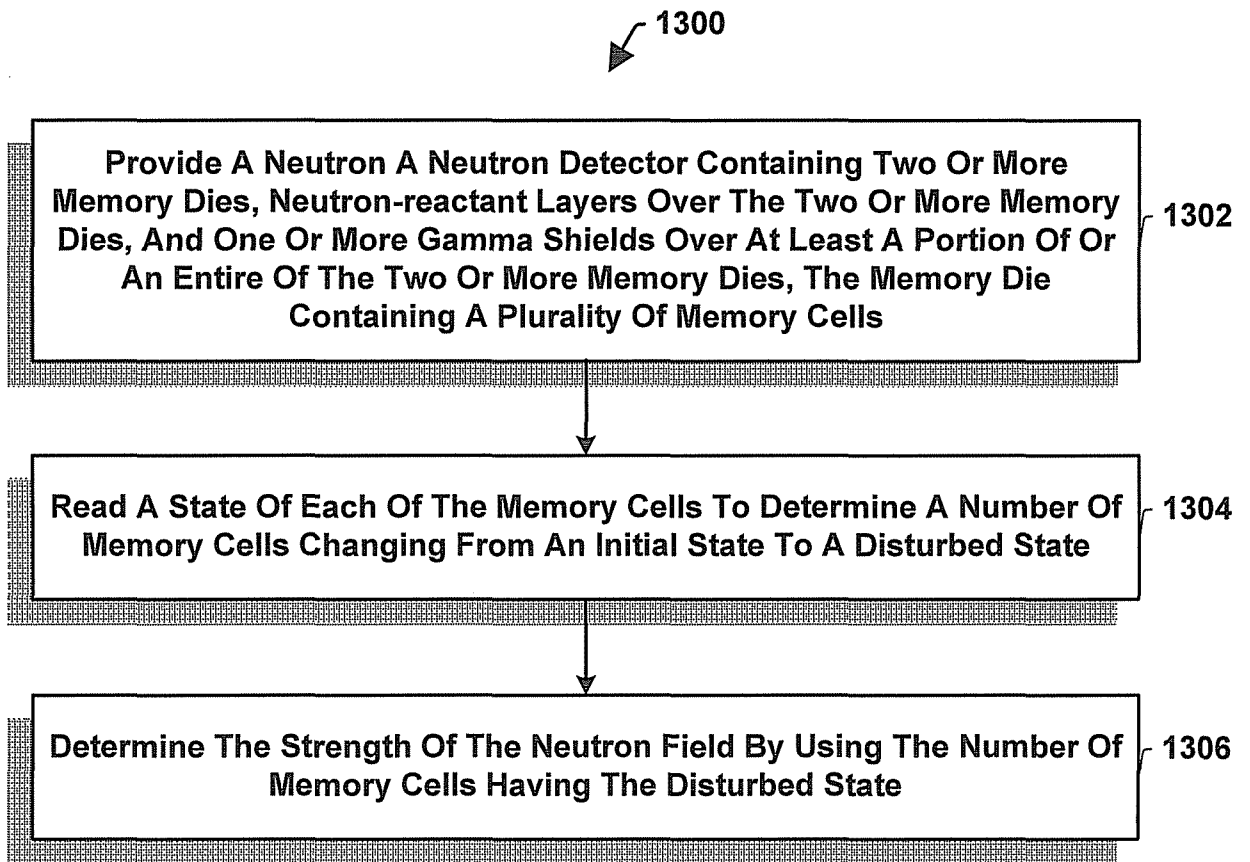 1300
Provide A Neutron A Neutron Detector Containing Two Or More
Memory Dies, Neutron-reactant Layers Over The Two Or More Memory
Dies, And One Or More Gamma Shields Over At Least A Portion Of Or
An Entire Of The Two Or More Memory Dies, The Memory Die
Containing A Plurality Of Memory Cells
1302
Read A State Of Each Of The Memory Cells To Determine A Number Of
Memory Cells Changing From An Initial State To A Disturbed State
1304
Determine The Strength Of The Neutron Field By Using The Number Of
Memory Cells Having The Disturbed State
1306